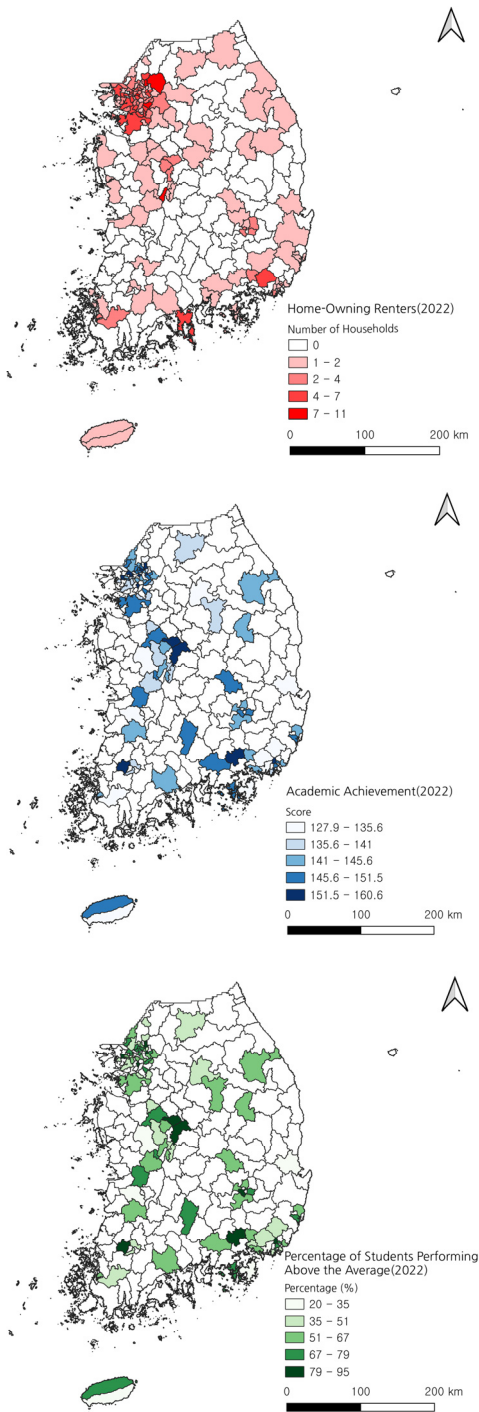 Home-Owning Renters(2022)
Number of Households
0
1 – 2
2 – 4
4 – 7
7 – 11
0 100 200 km
Academic Achievement(2022)
Score
127.9 – 135.6
135.6 – 141
141 – 145.6
145.6 – 151.5
151.5 – 160.6
0 100 200 km
Percentage of Students Performing
Above the Average(2022)
Percentage (%)
20 – 35
35 – 51
51 – 67
67 – 79
79 – 95
0 100 200 km